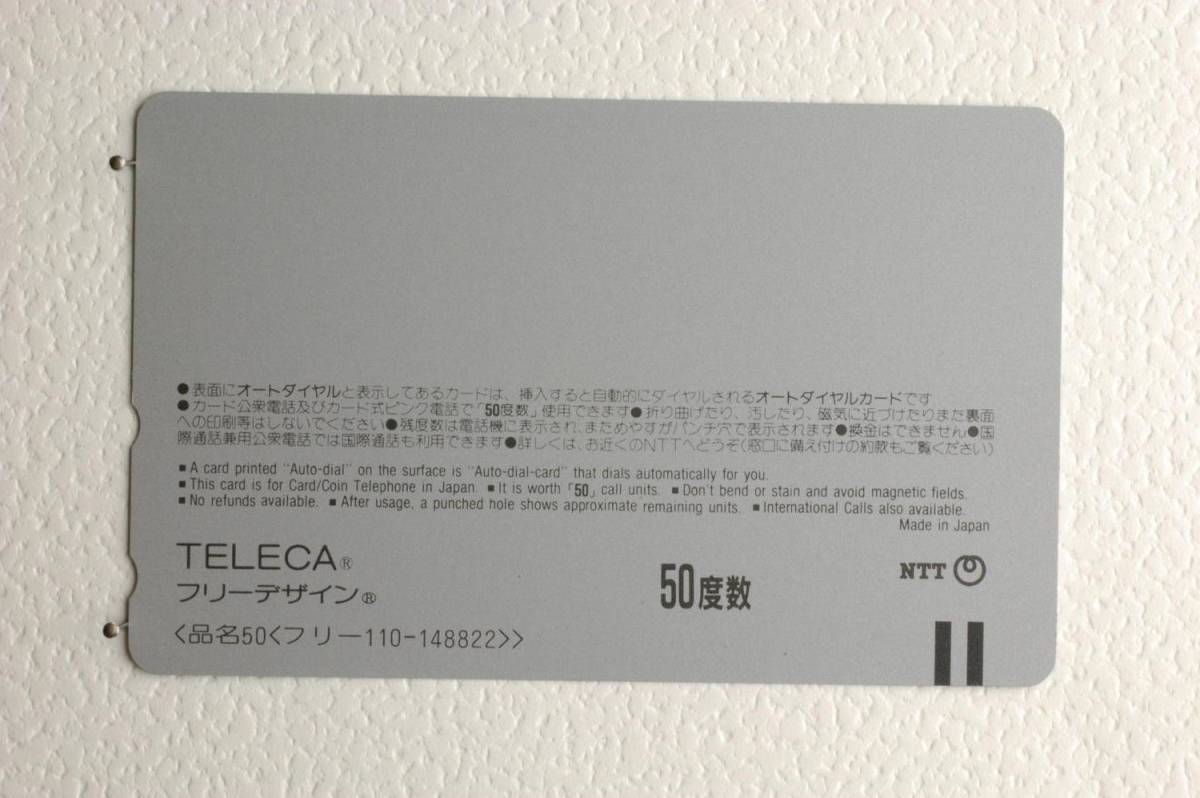 ●表面にオートダイヤルと表示してあるカードは、挿入すると自動的にダイヤルされるオートダイヤルカードです
●カード公衆電話及びカード式ピンク電話で「50度数」使用できます●折り曲げたり、汚したり、磁気に近づけたりまた裏面
への印刷等はしないでください●残度数は電話機に表示され、まためやすがパンチ穴で表示されます●換金はできません●国
際通話兼用公衆電話では国際通話も利用できます●詳しくは、お近くのNTTへどうぞ(窓口に備え付けの約款もご覧ください)
■A card printed "Auto-dial" on the surface is "Auto-dial-card" that dials automatically for you.
■This card is for Card/Coin Telephone in Japan. ■It is worth「50」call units. ■Don't bend or stain and avoid magnetic fields.
■No refunds available. ■After usage, a punched hole shows approximate remaining units. ■International Calls also available.
Made in Japan
TELECA®
フリーデザイン®
50度数
NTT
<品名50<フリー110-148822>>